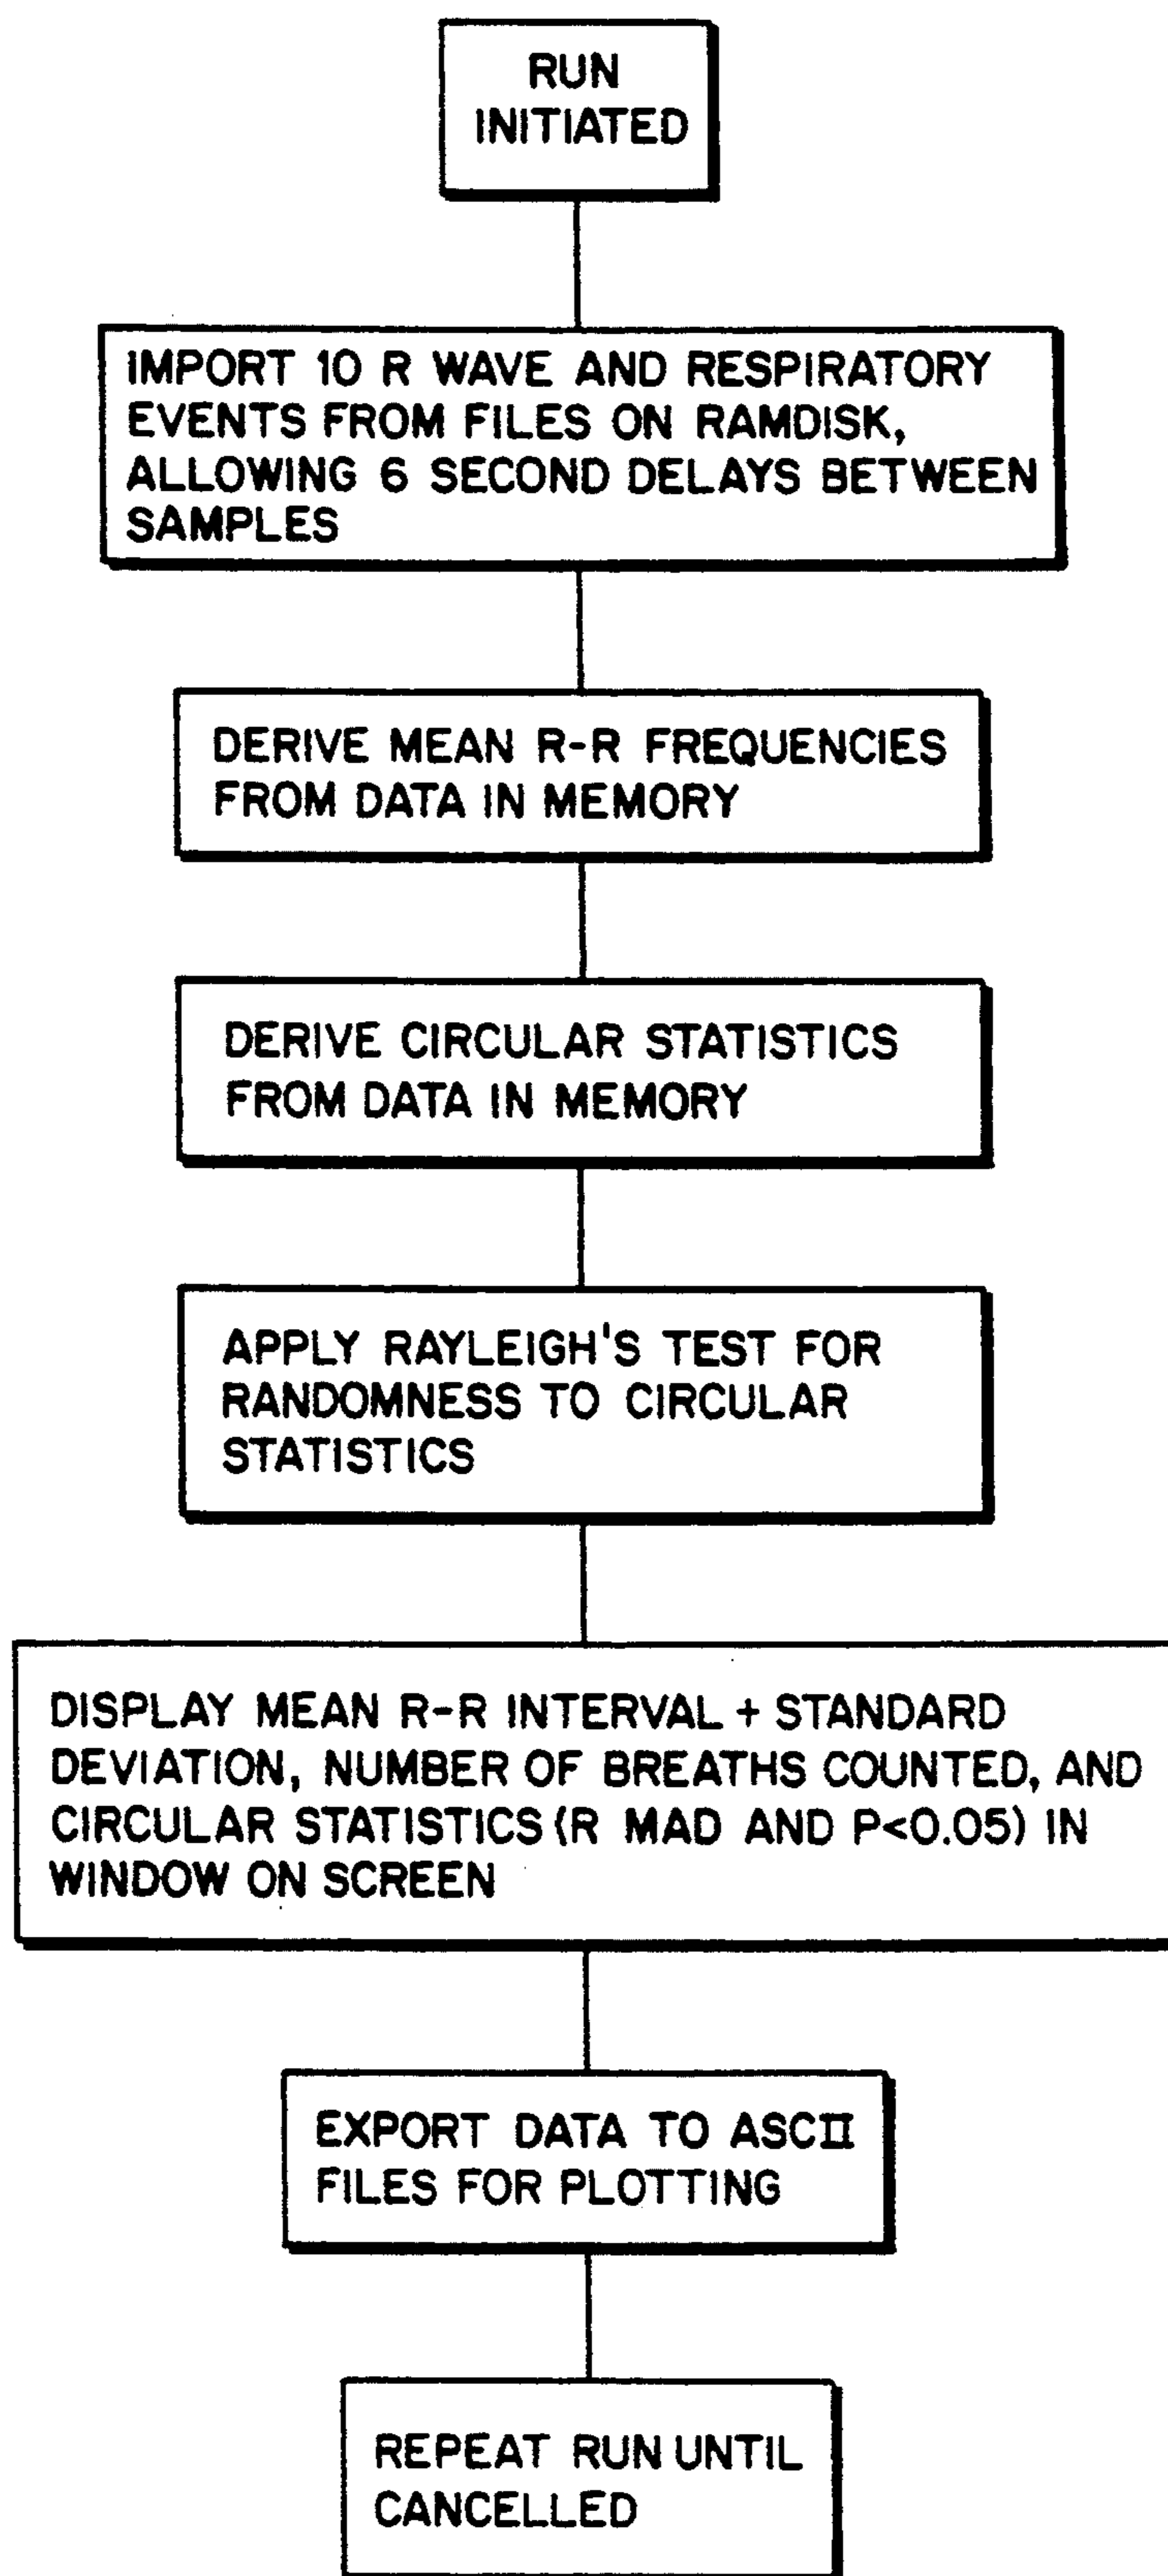 RUN
INITIATED
IMPORT 10 R WAVE AND RESPIRATORY
EVENTS FROM FILES ON RAMDISK,
ALLOWING 6 SECOND DELAYS BETWEEN
SAMPLES
DERIVE MEAN R-R FREQUENCIES
FROM DATA IN MEMORY
DERIVE CIRCULAR STATISTICS
FROM DATA IN MEMORY
APPLY RAYLEIGH'S TEST FOR
RANDOMNESS TO CIRCULAR
STATISTICS
DISPLAY MEAN R-R INTERVAL + STANDARD
DEVIATION, NUMBER OF BREATHS COUNTED, AND
CIRCULAR STATISTICS (R MAD AND P<0.05) IN
WINDOW ON SCREEN
EXPORT DATA TO ASCII
FILES FOR PLOTTING
REPEAT RUN UNTIL
CANCELLED